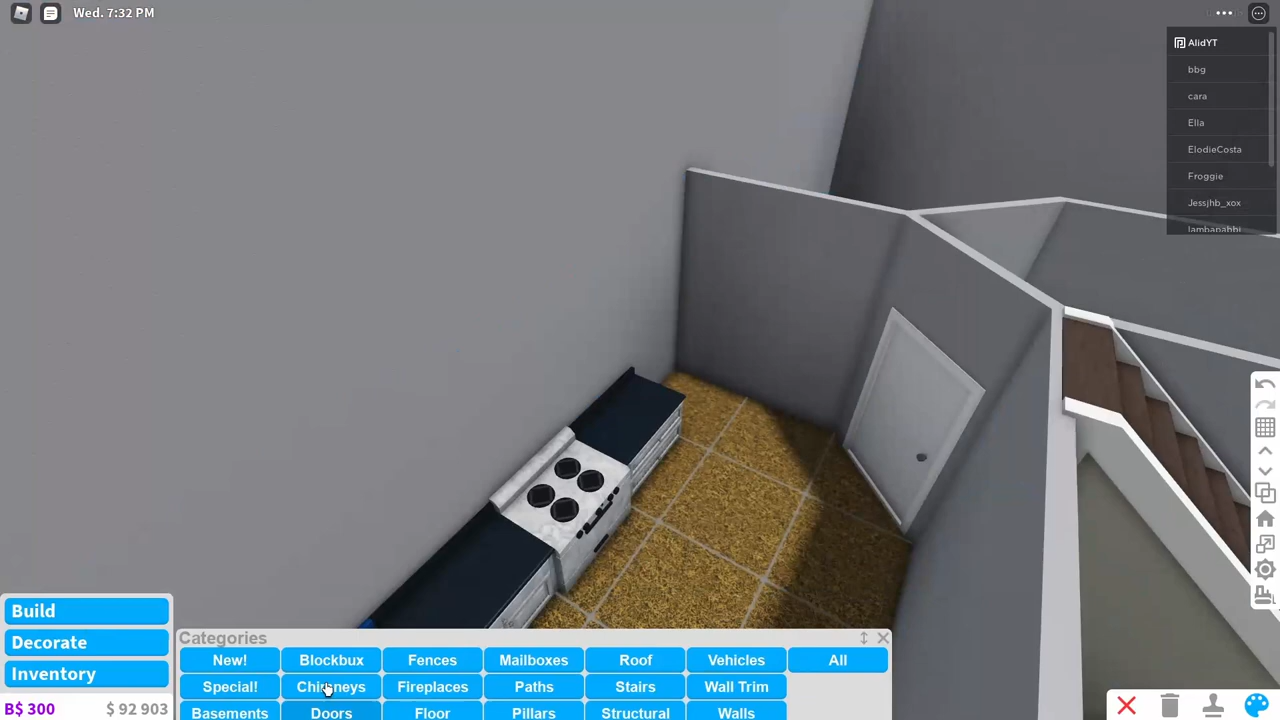 Wed. 7:32 PM
AlidYT
bbg
cara
Ella
ElodieCosta
Froggie
Jessjhb_xox
Build
Decorate
Inventory
B$ 300
$ 92 903
Categories
New!
Blockbux
Fences
Mailboxes
Roof
Vehicles
All
Special!
Chimneys
Fireplaces
Paths
Stairs
Wall Trim
Basements
Doors
Floor
Pillars
Structural
Walls